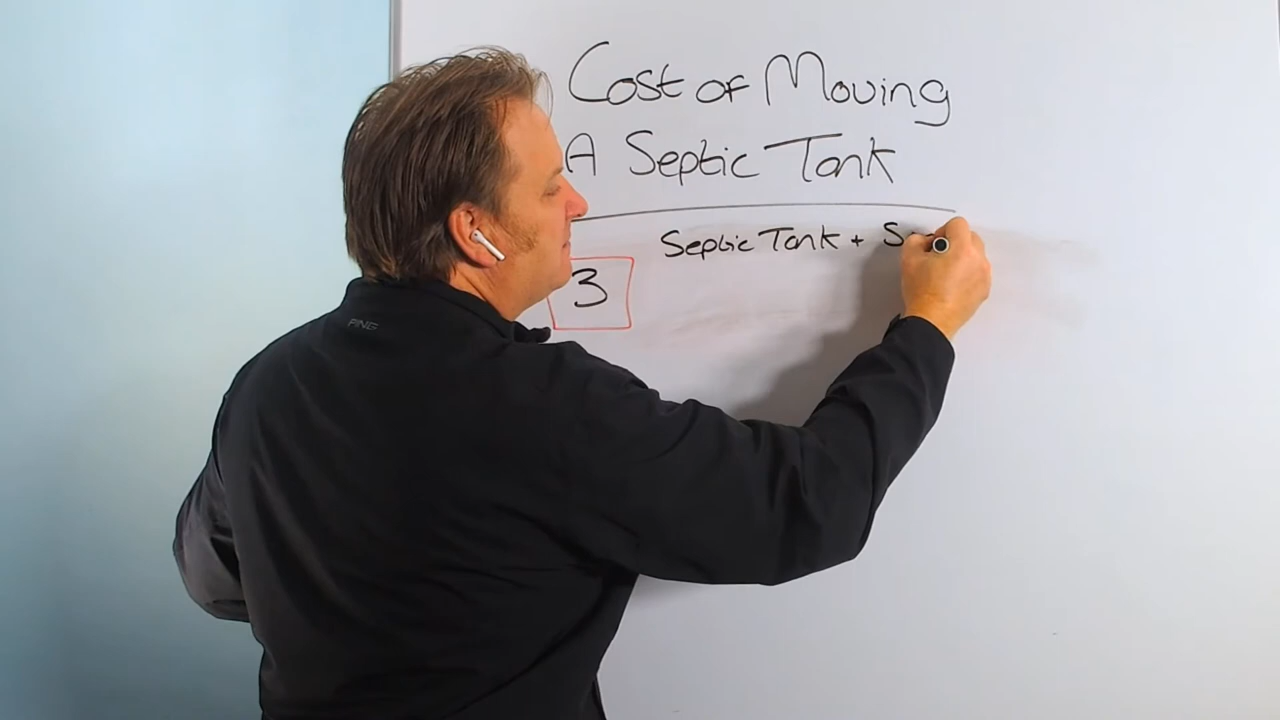 Cost of Moving
A Septic Tank
Septic Tank +
3
PING